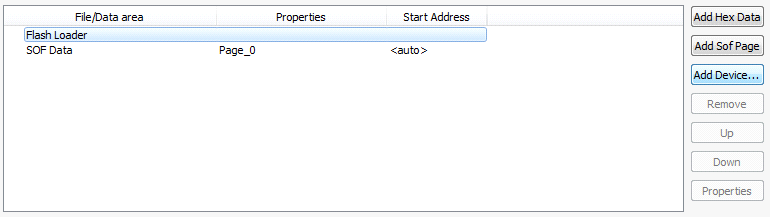 File/Data area Properties Start Address
Flash Loader
SOF Data Page_0 <auto>
Add Hex Data
Add Sof Page
Add Device...
Remove
Up
Down
Properties